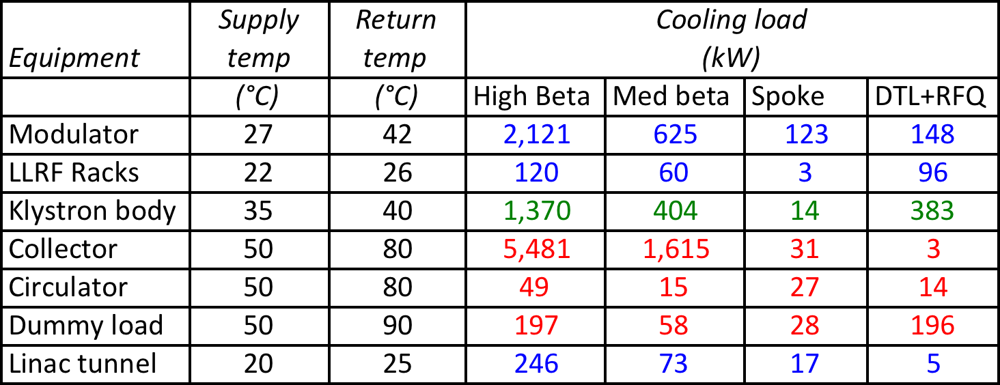 Equipment Supply temp Return temp Cooling load (kW)
(°C) (°C) High Beta Med beta Spoke DTL+RFQ
Modulator 27 42 2,121 625 123 148
LLRF Racks 22 26 120 60 3 96
Klystron body 35 40 1,370 404 14 383
Collector 50 80 5,481 1,615 31 3
Circulator 50 80 49 15 27 14
Dummy load 50 90 197 58 28 196
Linac tunnel 20 25 246 73 17 5